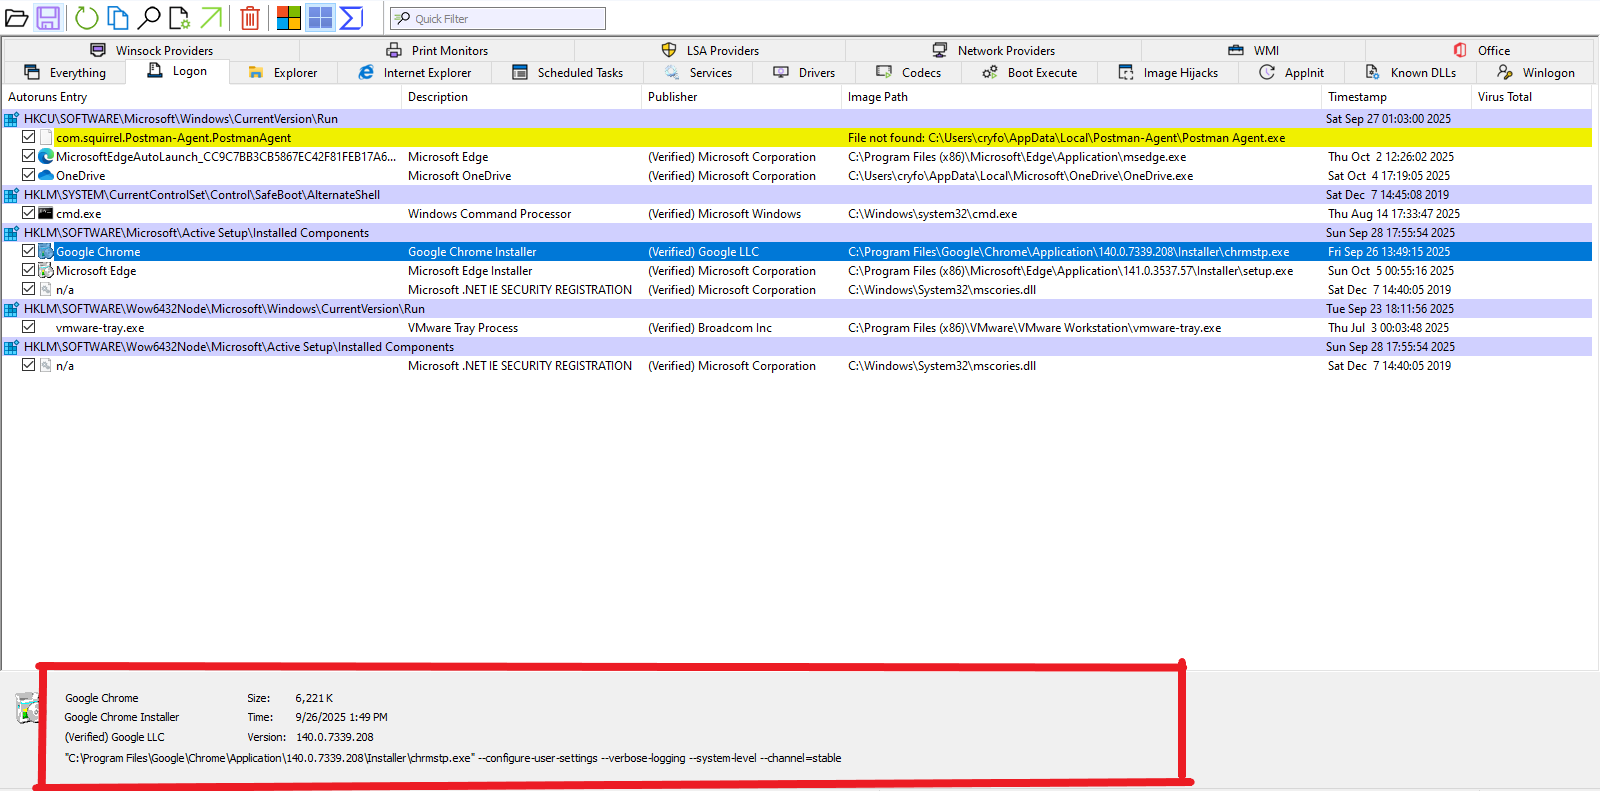 Quick Filter
Winsock Providers Print Monitors LSA Providers Network Providers WMI Office
Everything Logon Explorer Internet Explorer Scheduled Tasks Services Drivers Codecs Boot Execute Image Hijacks AppInit Known DLLs Winlogon
Autoruns Entry Description Publisher Image Path Timestamp Virus Total
HKCU\SOFTWARE\Microsoft\Windows\CurrentVersion\Run Sat Sep 27 01:03:00 2025
com.squirrel.Postman-Agent.PostmanAgent File not found: C:\Users\cryfo\AppData\Local\Postman-Agent\Postman Agent.exe
MicrosoftEdgeAutoLaunch_CC9C7BB3CB5867EC42F81FEB17A6... Microsoft Edge (Verified) Microsoft Corporation C:\Program Files (x86)\Microsoft\Edge\Application\msedge.exe Thu Oct 2 12:26:02 2025
OneDrive Microsoft OneDrive (Verified) Microsoft Corporation C:\Users\cryfo\AppData\Local\Microsoft\OneDrive\OneDrive.exe Sat Oct 4 17:19:05 2025
HKLM\SYSTEM\CurrentControlSet\Control\SafeBoot\AlternateShell Sat Dec 7 14:45:08 2019
cmd.exe Windows Command Processor (Verified) Microsoft Windows C:\Windows\system32\cmd.exe Thu Aug 14 17:33:47 2025
HKLM\SOFTWARE\Microsoft\Active Setup\Installed Components Sun Sep 28 17:55:54 2025
Google Chrome Google Chrome Installer (Verified) Google LLC C:\Program Files\Google\Chrome\Application\140.0.7339.208\Installer\chrmstp.exe Fri Sep 26 13:49:15 2025
Microsoft Edge Microsoft Edge Installer (Verified) Microsoft Corporation C:\Program Files (x86)\Microsoft\Edge\Application\141.0.3537.57\Installer\setup.exe Sun Oct 5 00:55:16 2025
n/a Microsoft .NET IE SECURITY REGISTRATION (Verified) Microsoft Corporation C:\Windows\System32\mscories.dll Sat Dec 7 14:40:05 2019
HKLM\SOFTWARE\Wow6432Node\Microsoft\Windows\CurrentVersion\Run Tue Sep 23 18:11:56 2025
vmware-tray.exe VMware Tray Process (Verified) Broadcom Inc C:\Program Files (x86)\VMware\VMware Workstation\vmware-tray.exe Thu Jul 3 00:03:48 2025
HKLM\SOFTWARE\Wow6432Node\Microsoft\Active Setup\Installed Components Sun Sep 28 17:55:54 2025
n/a Microsoft .NET IE SECURITY REGISTRATION (Verified) Microsoft Corporation C:\Windows\System32\mscories.dll Sat Dec 7 14:40:05 2019
Google Chrome Size: 6,221 K
Google Chrome Installer Time: 9/26/2025 1:49 PM
(Verified) Google LLC Version: 140.0.7339.208
"C:\Program Files\Google\Chrome\Application\140.0.7339.208\Installer\chrmstp.exe" --configure-user-settings --verbose-logging --system-level --channel=stable